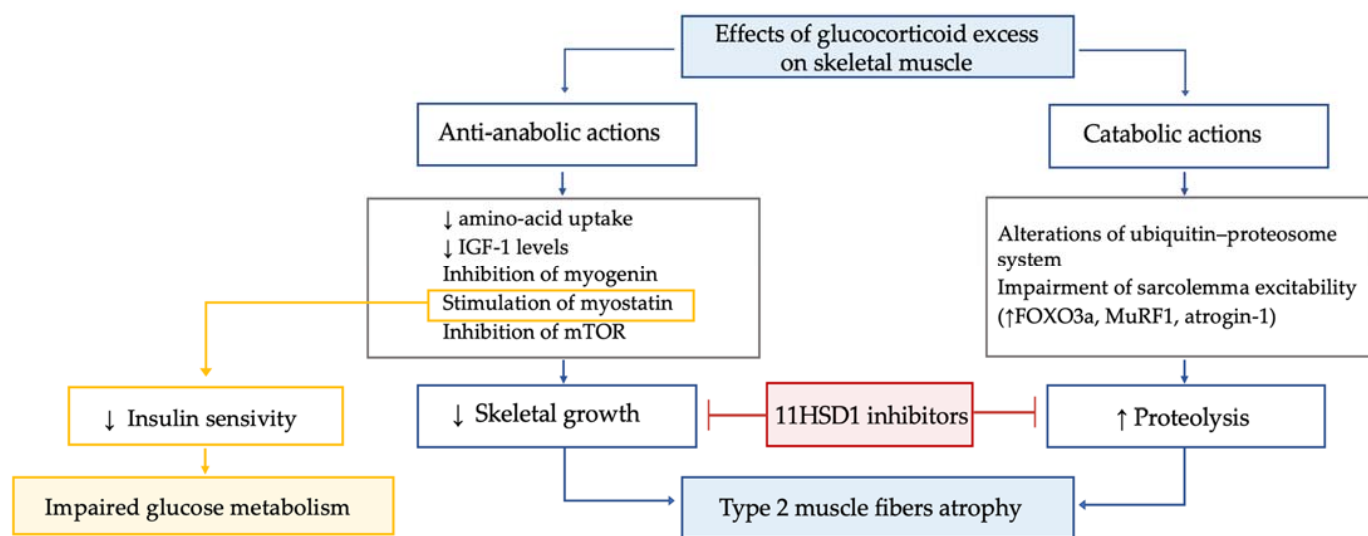 Effects of glucocorticoid excess
on skeletal muscle
Anti-anabolic actions
Catabolic actions
↓ amino-acid uptake
↓ IGF-1 levels
Inhibition of myogenin
Stimulation of myostatin
Inhibition of mTOR
Alterations of ubiquitin–proteosome
system
Impairment of sarcolemma excitability
(↑FOXO3a, MuRF1, atrogin-1)
↓ Insulin sensivity
↓ Skeletal growth
11HSD1 inhibitors
↑ Proteolysis
Impaired glucose metabolism
Type 2 muscle fibers atrophy